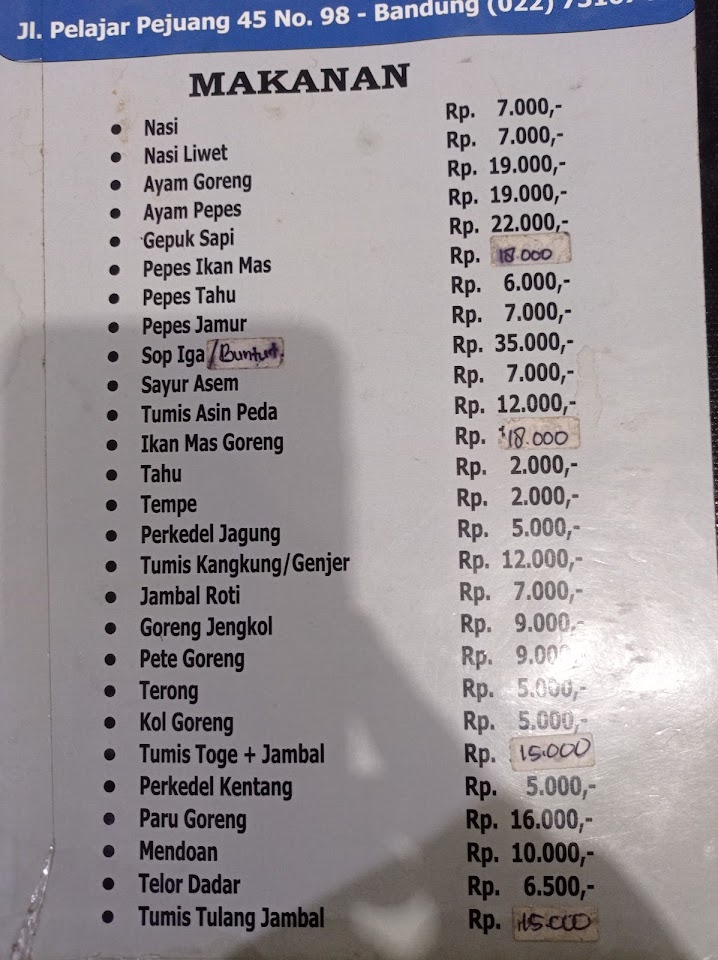 Jl. Pelajar Pejuang 45 No. 98 - Bandung (022)
MAKANAN
Nasi Rp. 7.000,-
Nasi Liwet Rp. 7.000,-
Ayam Goreng Rp. 19.000,-
Ayam Pepes Rp. 19.000,-
Gepuk Sapi Rp. 22.000,-
Pepes Ikan Mas Rp. 18.000
Pepes Tahu Rp. 6.000,-
Pepes Jamur Rp. 7.000,-
Sop Iga /Buntut. Rp. 35.000,-
Sayur Asem Rp. 7.000,-
Tumis Asin Peda Rp. 12.000,-
Ikan Mas Goreng Rp. 18.000
Tahu Rp. 2.000,-
Tempe Rp. 2.000,-
Perkedel Jagung Rp. 5.000,-
Tumis Kangkung/Genjer Rp. 12.000,-
Jambal Roti Rp. 7.000,-
Goreng Jengkol Rp. 9.000,-
Pete Goreng Rp. 9.000
Terong Rp. 5.000,-
Kol Goreng Rp. 5.000,-
Tumis Toge + Jambal Rp. 15.000
Perkedel Kentang Rp. 5.000,-
Paru Goreng Rp. 16.000,-
Mendoan Rp. 10.000,-
Telor Dadar Rp. 6.500,-
Tumis Tulang Jambal Rp. 15.000